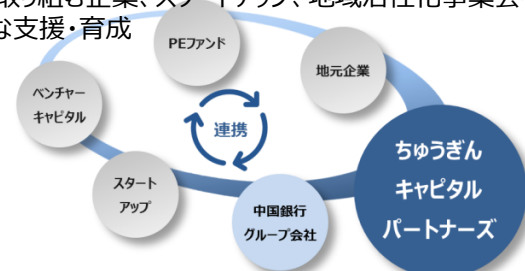 取り組む企業、スタートアップ、地域活性化事業会
な支援・育成
PEファンド
地元企業
ベンチャー
キャピタル
連携
ちゅうぎん
キャピタル
パートナーズ
スタート
アップ
中国銀行
グループ会社